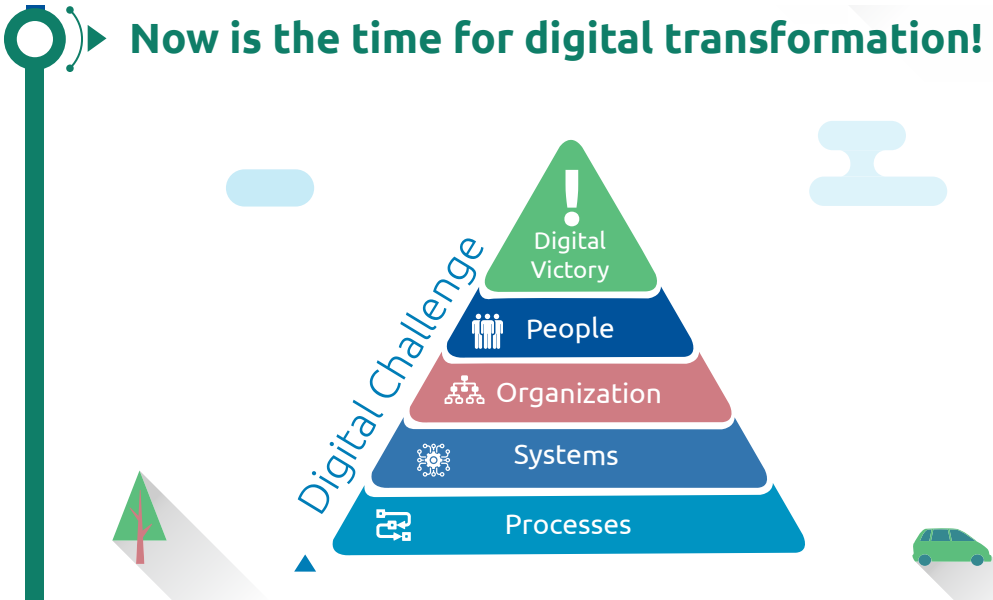 Now is the time for digital transformation!
Digital
Victory
Digital Challenge
People
Organization
Systems
Processes